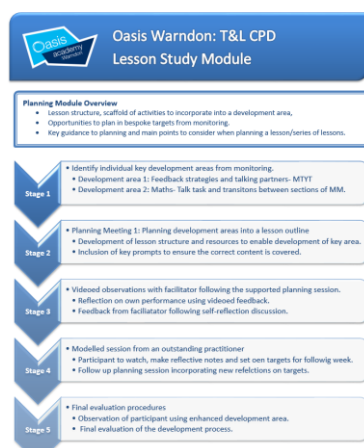 Oasis
academy
Warndon
Oasis Warndon: T&L CPD
Lesson Study Module
Planning Module Overview
• Lesson structure, scaffold of activities to incorporate into a development area,
• Opportunities to plan in bespoke targets from monitoring.
• Key guidance to planning and main points to consider when planning a lesson/series of lessons.
Stage 1
• Identify individual key development areas from monitoring.
• Development area 1: Feedback strategies and talking partners- MTYT
• Development area 2: Maths- Talk task and transitons between sections of MM.
Stage 2
• Planning Meeting 1: Planning development areas into a lesson outline
• Development of lesson structure and resources to enable development of key area.
• Inclusion of key prompts to ensure the correct content is covered.
Stage 3
• Videoed observations with facilitator following the supported planning session.
• Reflection on own performance using videoed feedback.
• Feedback from faciliator following self-reflection discussion.
Stage 4
• Modelled session from an outstanding practitioner
• Participant to watch, make reflective notes and set oen targets for followig week.
• Follow up planning session incorporating new refelctions on targets.
Stage 5
• Final evaluation procedures
• Observation of participant using enhanced development area.
• Final evaluation of the development process.